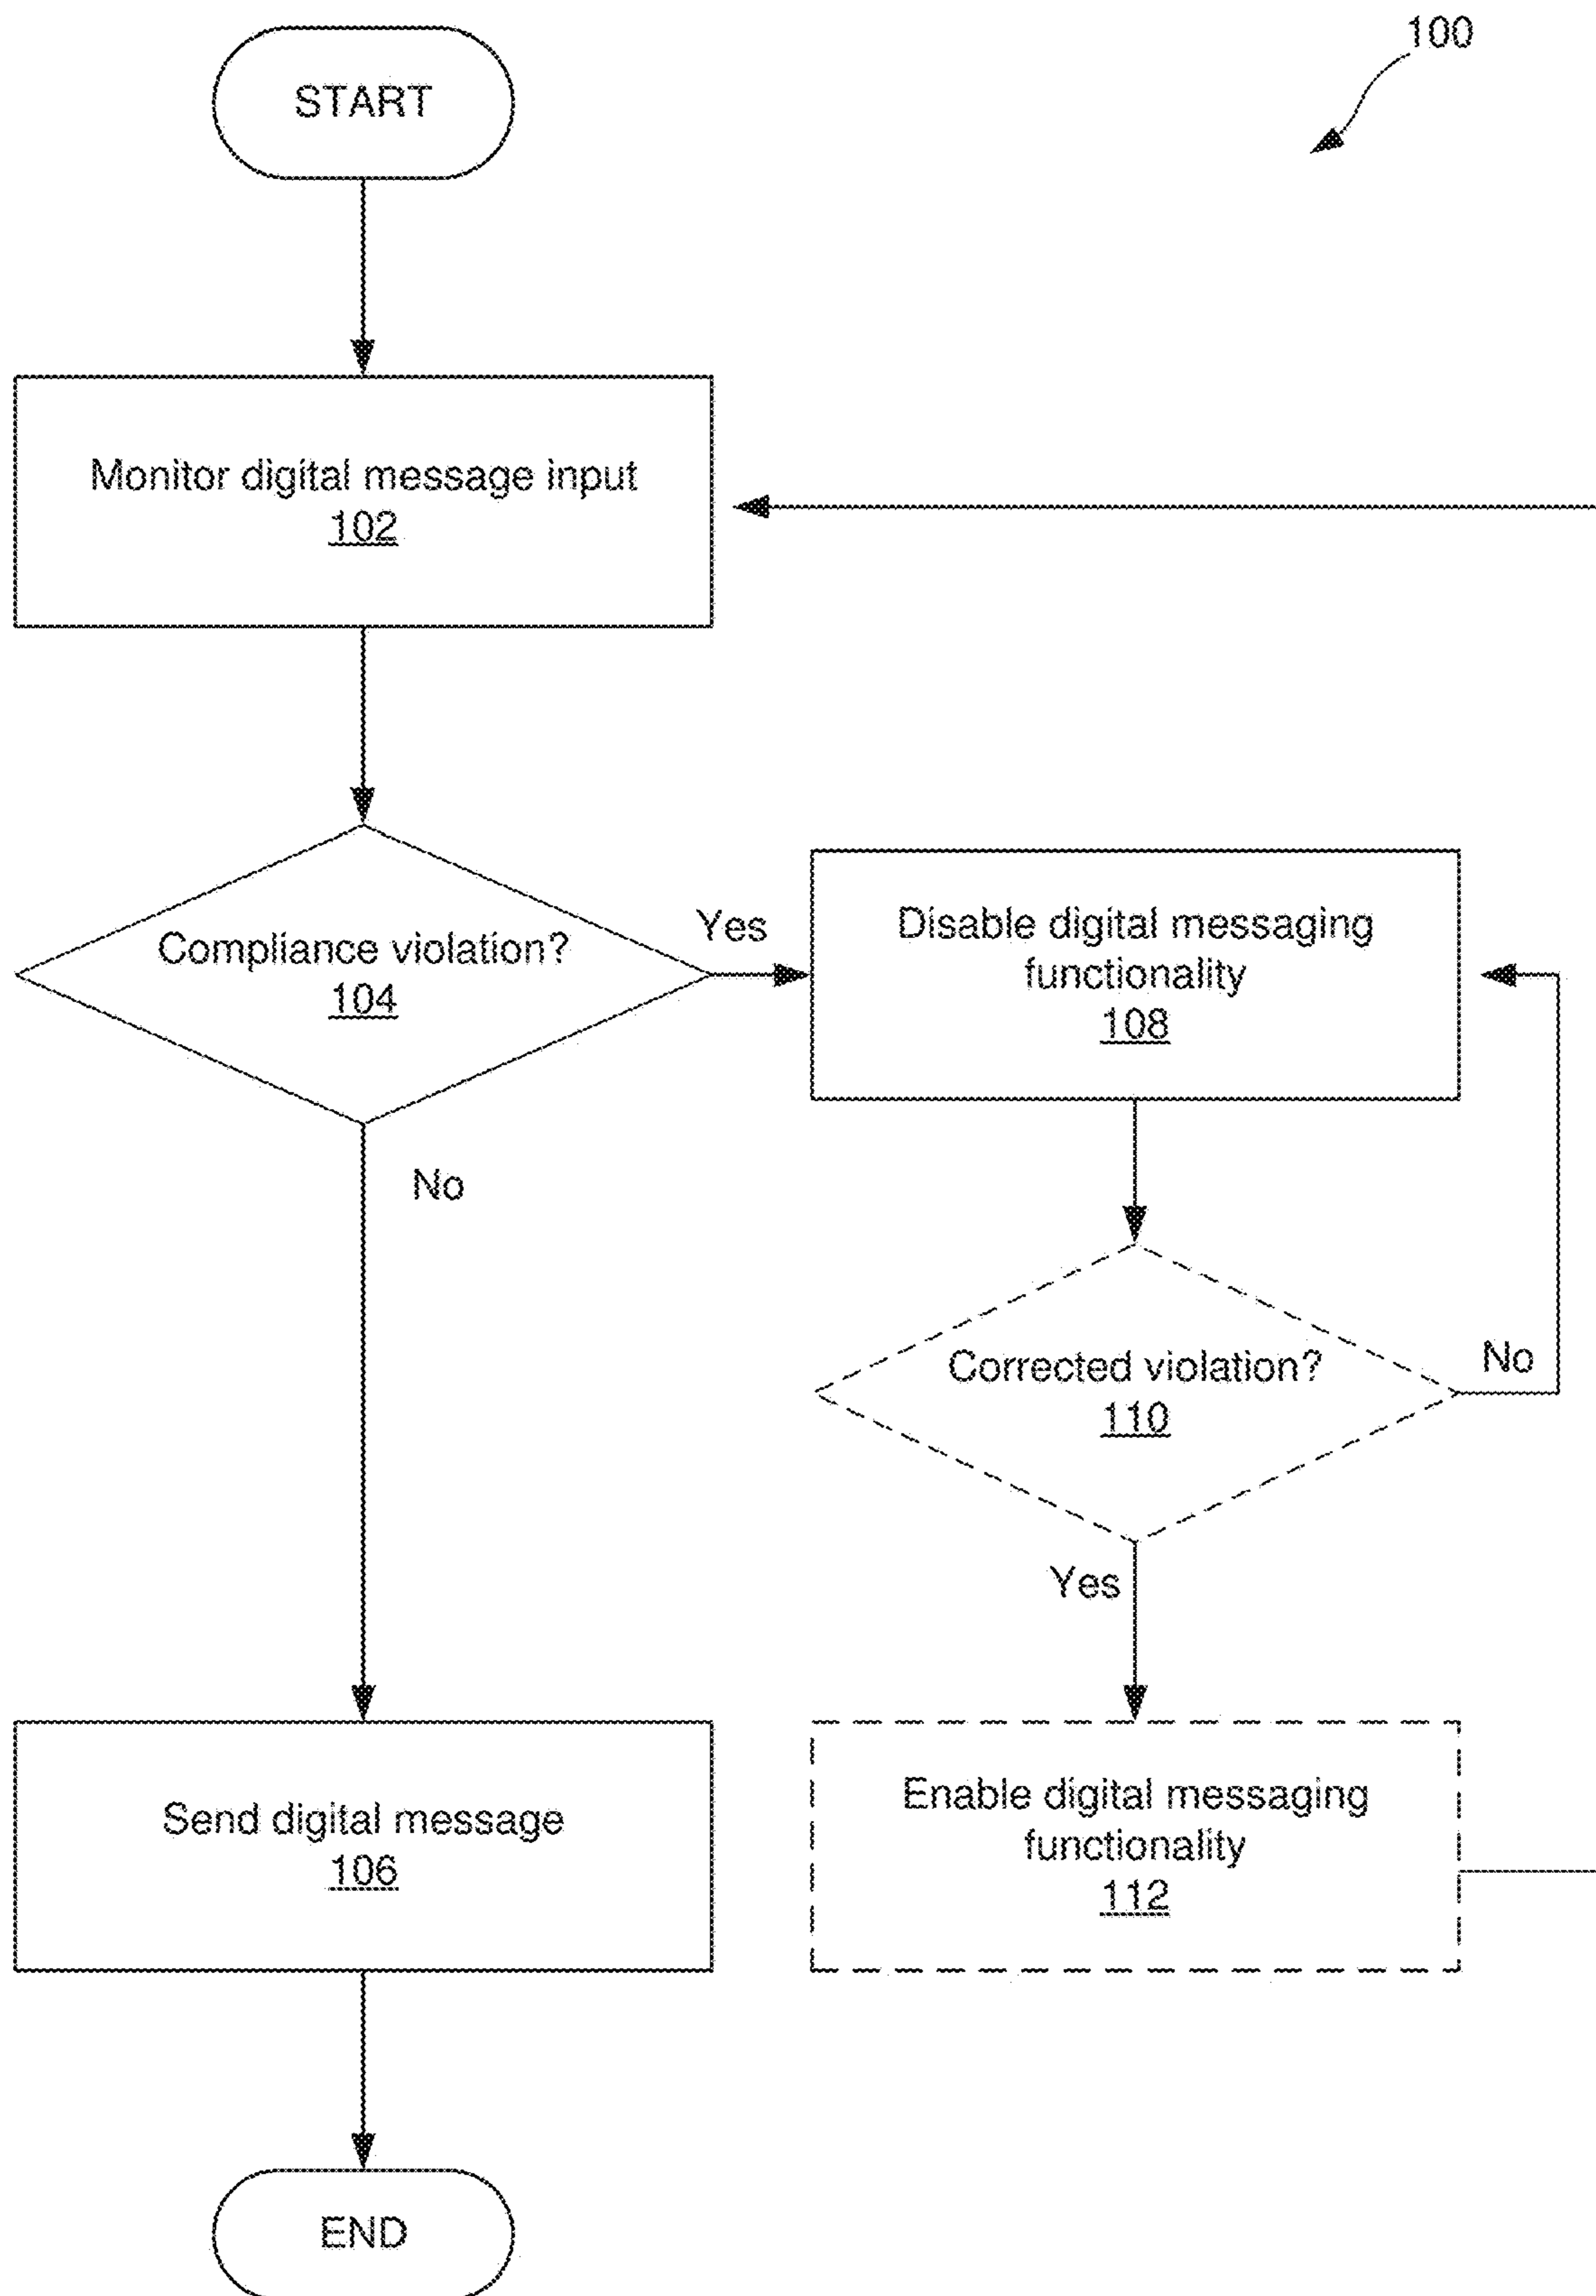 100
START
Monitor digital message input
102
Compliance violation?
104
Yes
No
Disable digital messaging
functionality
108
Corrected violation?
110
No
Yes
Send digital message
106
Enable digital messaging
functionality
112
END